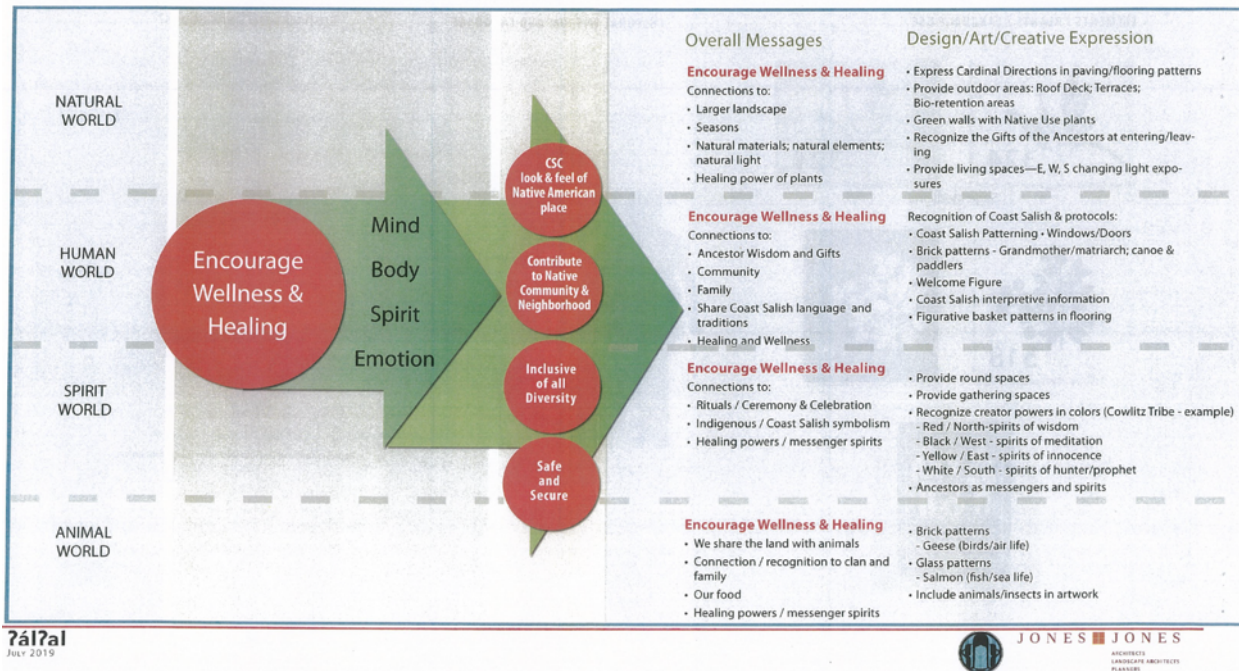 NATURAL
WORLD
HUMAN
WORLD
SPIRIT
WORLD
ANIMAL
WORLD
Encourage
Wellness &
Healing
Mind
Body
Spirit
Emotion
CSC
look & feel of
Native American
place
Contribute
to Native
Community &
Neighborhood
Inclusive
of all
Diversity
Safe
and
Secure
Overall Messages
Encourage Wellness & Healing
Connections to:
• Larger landscape
• Seasons
• Natural materials; natural elements;
natural light
• Healing power of plants
Encourage Wellness & Healing
Connections to:
• Ancestor Wisdom and Gifts
• Community
• Family
• Share Coast Salish language and
traditions
• Healing and Wellness
Encourage Wellness & Healing
Connections to:
• Rituals / Ceremony & Celebration
• Indigenous / Coast Salish symbolism
• Healing powers / messenger spirits
Encourage Wellness & Healing
• We share the land with animals
• Connection / recognition to clan and
family
• Our food
• Healing powers / messenger spirits
Design/Art/Creative Expression
• Express Cardinal Directions in paving/flooring patterns
• Provide outdoor areas: Roof Deck; Terraces;
Bio-retention areas
• Green walls with Native Use plants
• Recognize the Gifts of the Ancestors at entering/leav-
ing
• Provide living spaces—E, W, S changing light expo-
sures
Recognition of Coast Salish & protocols:
• Coast Salish Patterning • Windows/Doors
• Brick patterns - Grandmother/matriarch; canoe &
paddlers
• Welcome Figure
• Coast Salish interpretive information
• Figurative basket patterns in flooring
• Provide round spaces
• Provide gathering spaces
• Recognize creator powers in colors (Cowlitz Tribe - example)
- Red / North-spirits of wisdom
- Black / West - spirits of meditation
- Yellow / East - spirits of innocence
- White / South - spirits of hunter/prophet
• Ancestors as messengers and spirits
• Brick patterns
- Geese (birds/air life)
• Glass patterns
- Salmon (fish/sea life)
• Include animals/insects in artwork
ʔálʔal
JULY 2019
JONES JONES
ARCHITECTS
LANDSCAPE ARCHITECTS
PLANNERS